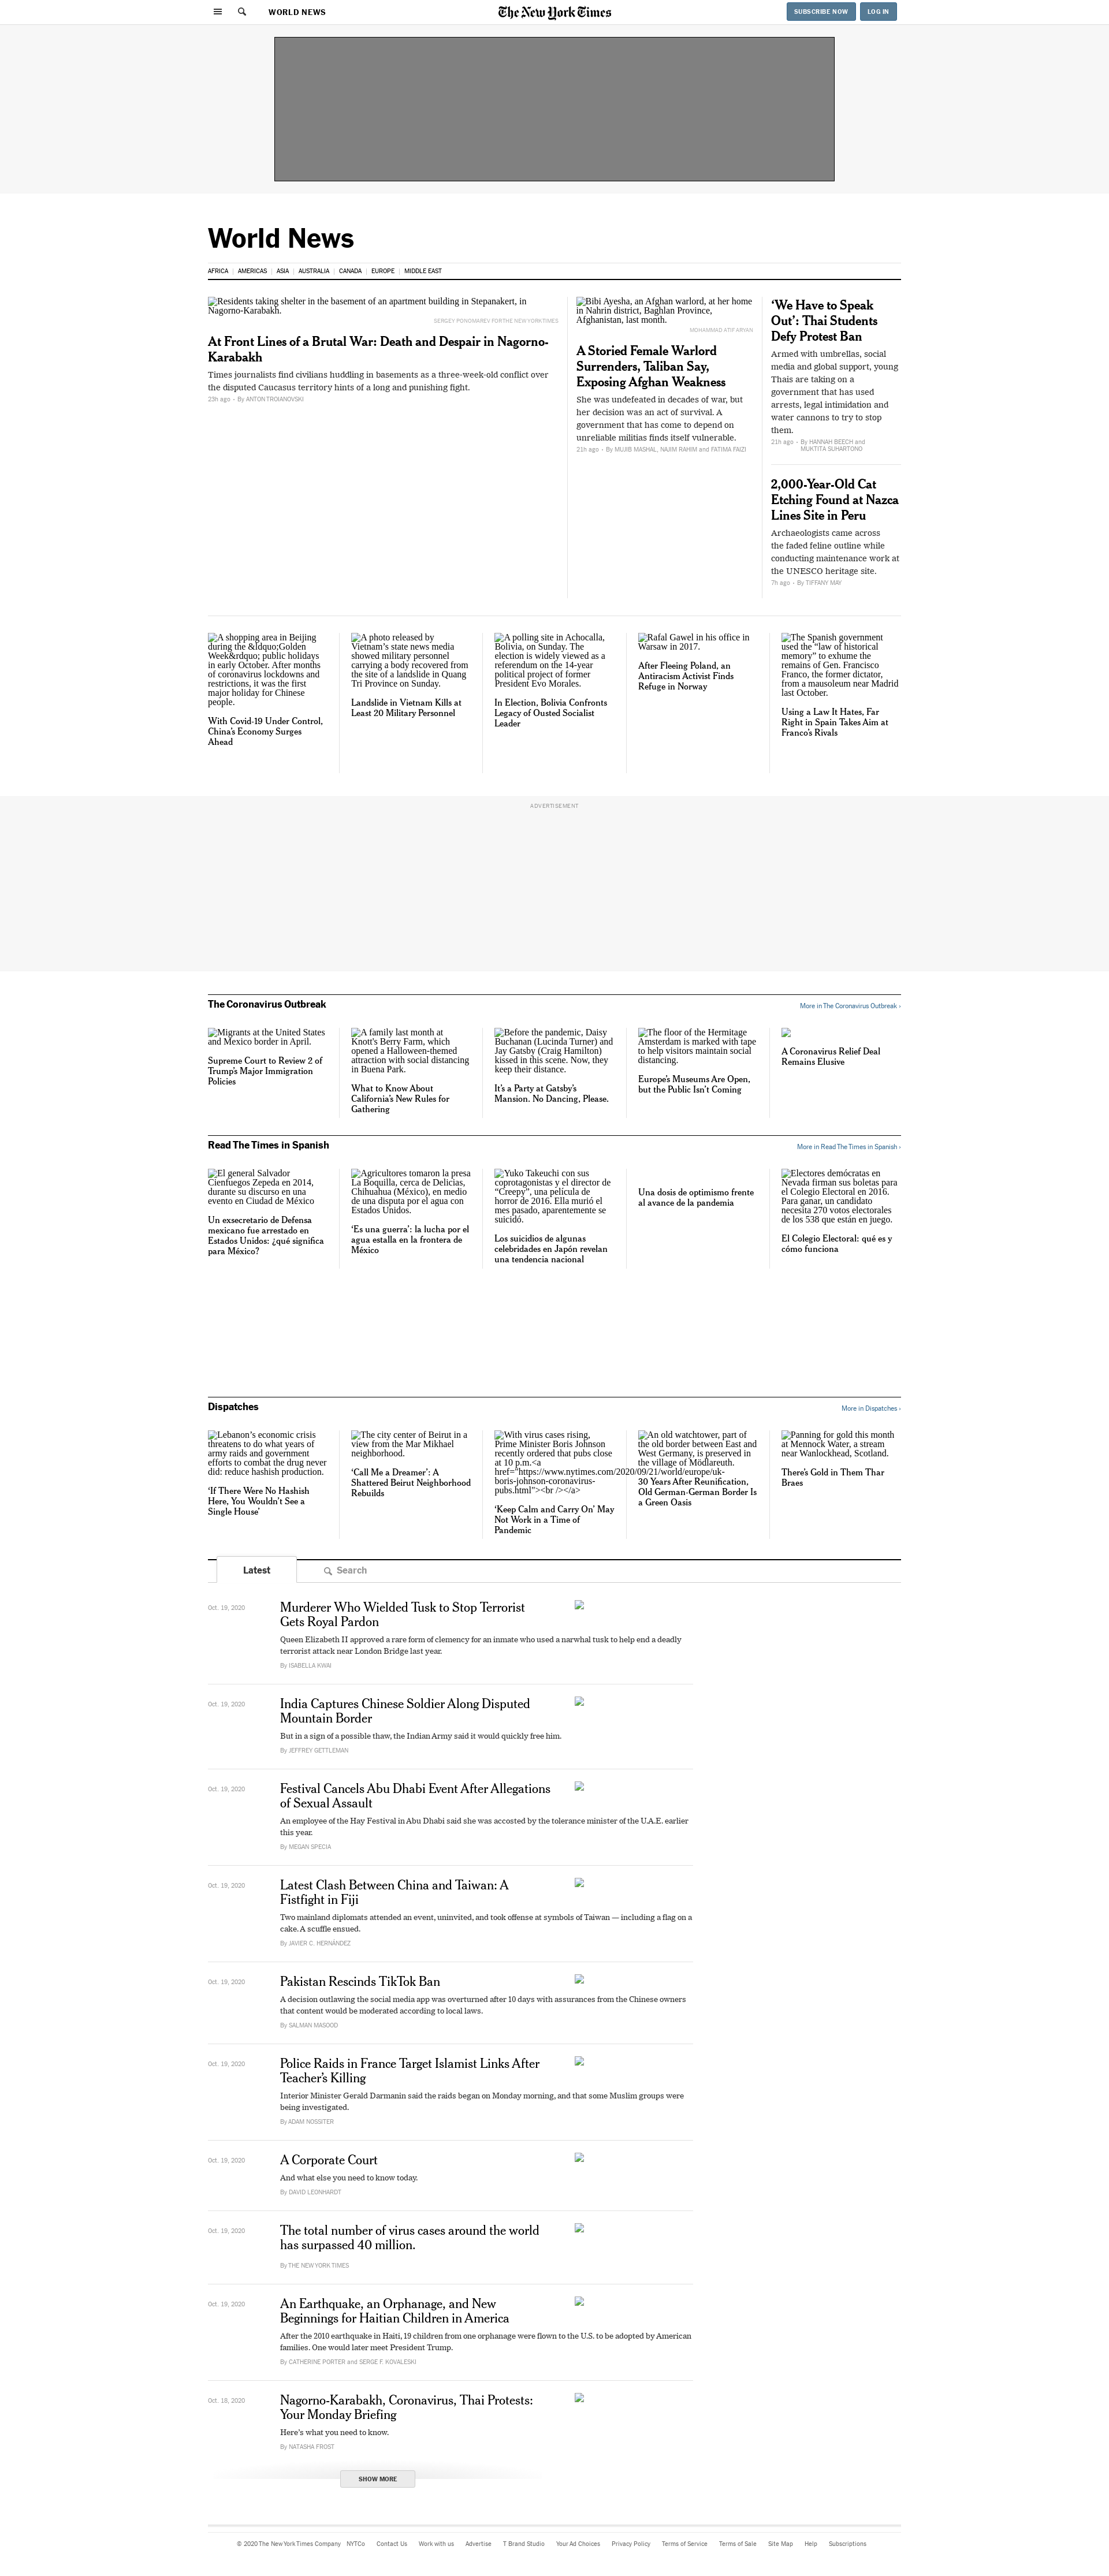 WORLD NEWS
The New York Times
SUBSCRIBE NOW
LOG IN
World News
AFRICA
AMERICAS
ASIA
AUSTRALIA
CANADA
EUROPE
MIDDLE EAST
Residents taking shelter in the basement of an apartment building in Stepanakert, in
Nagorno-Karabakh.
SERGEY PONOMAREV FOR THE NEW YORK TIMES
At Front Lines of a Brutal War: Death and Despair in Nagorno-
Karabakh
Times journalists find civilians huddling in basements as a three-week-old conflict over
the disputed Caucasus territory hints of a long and punishing fight.
23h ago • By ANTON TROIANOVSKI
Bibi Ayesha, an Afghan warlord, at her home
in Nahrin district, Baghlan Province,
Afghanistan, last month.
MOHAMMAD ATIF ARYAN
A Storied Female Warlord
Surrenders, Taliban Say,
Exposing Afghan Weakness
She was undefeated in decades of war, but
her decision was an act of survival. A
government that has come to depend on
unreliable militias finds itself vulnerable.
21h ago • By MUJIB MASHAL, NAJIM RAHIM and FATIMA FAIZI
‘We Have to Speak
Out’: Thai Students
Defy Protest Ban
Armed with umbrellas, social
media and global support, young
Thais are taking on a
government that has used
arrests, legal intimidation and
water cannons to try to stop
them.
21h ago • By HANNAH BEECH and
MUKTITA SUHARTONO
2,000-Year-Old Cat
Etching Found at Nazca
Lines Site in Peru
Archaeologists came across
the faded feline outline while
conducting maintenance work at
the UNESCO heritage site.
7h ago • By TIFFANY MAY
A shopping area in Beijing
during the &ldquo;Golden
Week&rdquo; public holidays
in early October. After months
of coronavirus lockdowns and
restrictions, it was the first
major holiday for Chinese
people.
With Covid-19 Under Control,
China’s Economy Surges
Ahead
A photo released by
Vietnam’s state news media
showed military personnel
carrying a body recovered from
the site of a landslide in Quang
Tri Province on Sunday.
Landslide in Vietnam Kills at
Least 20 Military Personnel
A polling site in Achocalla,
Bolivia, on Sunday. The
election is widely viewed as a
referendum on the 14-year
political project of former
President Evo Morales.
In Election, Bolivia Confronts
Legacy of Ousted Socialist
Leader
Rafal Gawel in his office in
Warsaw in 2017.
After Fleeing Poland, an
Antiracism Activist Finds
Refuge in Norway
The Spanish government
used the “law of historical
memory” to exhume the
remains of Gen. Francisco
Franco, the former dictator,
from a mausoleum near Madrid
last October.
Using a Law It Hates, Far
Right in Spain Takes Aim at
Franco’s Rivals
ADVERTISEMENT
The Coronavirus Outbreak
More in The Coronavirus Outbreak ›
Migrants at the United States
and Mexico border in April.
Supreme Court to Review 2 of
Trump’s Major Immigration
Policies
A family last month at
Knott's Berry Farm, which
opened a Halloween-themed
attraction with social distancing
in Buena Park.
What to Know About
California’s New Rules for
Gathering
Before the pandemic, Daisy
Buchanan (Lucinda Turner) and
Jay Gatsby (Craig Hamilton)
kissed in this scene. Now, they
keep their distance.
It’s a Party at Gatsby’s
Mansion. No Dancing, Please.
The floor of the Hermitage
Amsterdam is marked with tape
to help visitors maintain social
distancing.
Europe’s Museums Are Open,
but the Public Isn’t Coming
A Coronavirus Relief Deal
Remains Elusive
Read The Times in Spanish
More in Read The Times in Spanish ›
El general Salvador
Cienfuegos Zepeda en 2014,
durante su discurso en una
evento en Ciudad de México
Un exsecretario de Defensa
mexicano fue arrestado en
Estados Unidos: ¿qué significa
para México?
Agricultores tomaron la presa
La Boquilla, cerca de Delicias,
Chihuahua (México), en medio
de una disputa por el agua con
Estados Unidos.
‘Es una guerra’: la lucha por el
agua estalla en la frontera de
México
Yuko Takeuchi con sus
coprotagonistas y el director de
“Creepy”, una película de
horror de 2016. Ella murió el
mes pasado, aparentemente se
suicidó.
Los suicidios de algunas
celebridades en Japón revelan
una tendencia nacional
Una dosis de optimismo frente
al avance de la pandemia
Electores demócratas en
Nevada firman sus boletas para
el Colegio Electoral en 2016.
Para ganar, un candidato
necesita 270 votos electorales
de los 538 que están en juego.
El Colegio Electoral: qué es y
cómo funciona
Dispatches
More in Dispatches ›
Lebanon’s economic crisis
threatens to do what years of
army raids and government
efforts to combat the drug never
did: reduce hashish production.
‘If There Were No Hashish
Here, You Wouldn’t See a
Single House’
The city center of Beirut in a
view from the Mar Mikhael
neighborhood.
‘Call Me a Dreamer’: A
Shattered Beirut Neighborhood
Rebuilds
With virus cases rising,
Prime Minister Boris Johnson
recently ordered that pubs close
at 10 p.m.<a
href="https://www.nytimes.com/2020/09/21/world/europe/uk-
boris-johnson-coronavirus-
pubs.html"><br /></a>
‘Keep Calm and Carry On’ May
Not Work in a Time of
Pandemic
An old watchtower, part of
the old border between East and
West Germany, is preserved in
the village of Mödlareuth.
30 Years After Reunification,
Old German-German Border Is
a Green Oasis
Panning for gold this month
at Mennock Water, a stream
near Wanlockhead, Scotland.
There’s Gold in Them Thar
Braes
Latest
Search
Oct. 19, 2020
Murderer Who Wielded Tusk to Stop Terrorist
Gets Royal Pardon
Queen Elizabeth II approved a rare form of clemency for an inmate who used a narwhal tusk to help end a deadly
terrorist attack near London Bridge last year.
By ISABELLA KWAI
Oct. 19, 2020
India Captures Chinese Soldier Along Disputed
Mountain Border
But in a sign of a possible thaw, the Indian Army said it would quickly free him.
By JEFFREY GETTLEMAN
Oct. 19, 2020
Festival Cancels Abu Dhabi Event After Allegations
of Sexual Assault
An employee of the Hay Festival in Abu Dhabi said she was accosted by the tolerance minister of the U.A.E. earlier
this year.
By MEGAN SPECIA
Oct. 19, 2020
Latest Clash Between China and Taiwan: A
Fistfight in Fiji
Two mainland diplomats attended an event, uninvited, and took offense at symbols of Taiwan — including a flag on a
cake. A scuffle ensued.
By JAVIER C. HERNÁNDEZ
Oct. 19, 2020
Pakistan Rescinds TikTok Ban
A decision outlawing the social media app was overturned after 10 days with assurances from the Chinese owners
that content would be moderated according to local laws.
By SALMAN MASOOD
Oct. 19, 2020
Police Raids in France Target Islamist Links After
Teacher’s Killing
Interior Minister Gerald Darmanin said the raids began on Monday morning, and that some Muslim groups were
being investigated.
By ADAM NOSSITER
Oct. 19, 2020
A Corporate Court
And what else you need to know today.
By DAVID LEONHARDT
Oct. 19, 2020
The total number of virus cases around the world
has surpassed 40 million.
By THE NEW YORK TIMES
Oct. 19, 2020
An Earthquake, an Orphanage, and New
Beginnings for Haitian Children in America
After the 2010 earthquake in Haiti, 19 children from one orphanage were flown to the U.S. to be adopted by American
families. One would later meet President Trump.
By CATHERINE PORTER and SERGE F. KOVALESKI
Oct. 18, 2020
Nagorno-Karabakh, Coronavirus, Thai Protests:
Your Monday Briefing
Here’s what you need to know.
By NATASHA FROST
SHOW MORE
© 2020 The New York Times Company
NYTCo
Contact Us
Work with us
Advertise
T Brand Studio
Your Ad Choices
Privacy Policy
Terms of Service
Terms of Sale
Site Map
Help
Subscriptions